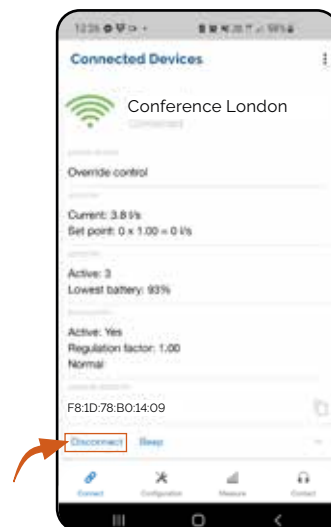 Connected Devices
Conference London
Connected
Override control
Current: 3.8 l/s
Set point: 0 x 1.00 = 0 l/s
Active: 3
Lowest battery: 93%
Active: Yes
Regulation factor: 1.00
Normal
F8:1D:78:B0:14:09
Disconnect Beep
Connect Configuration Measure Contact